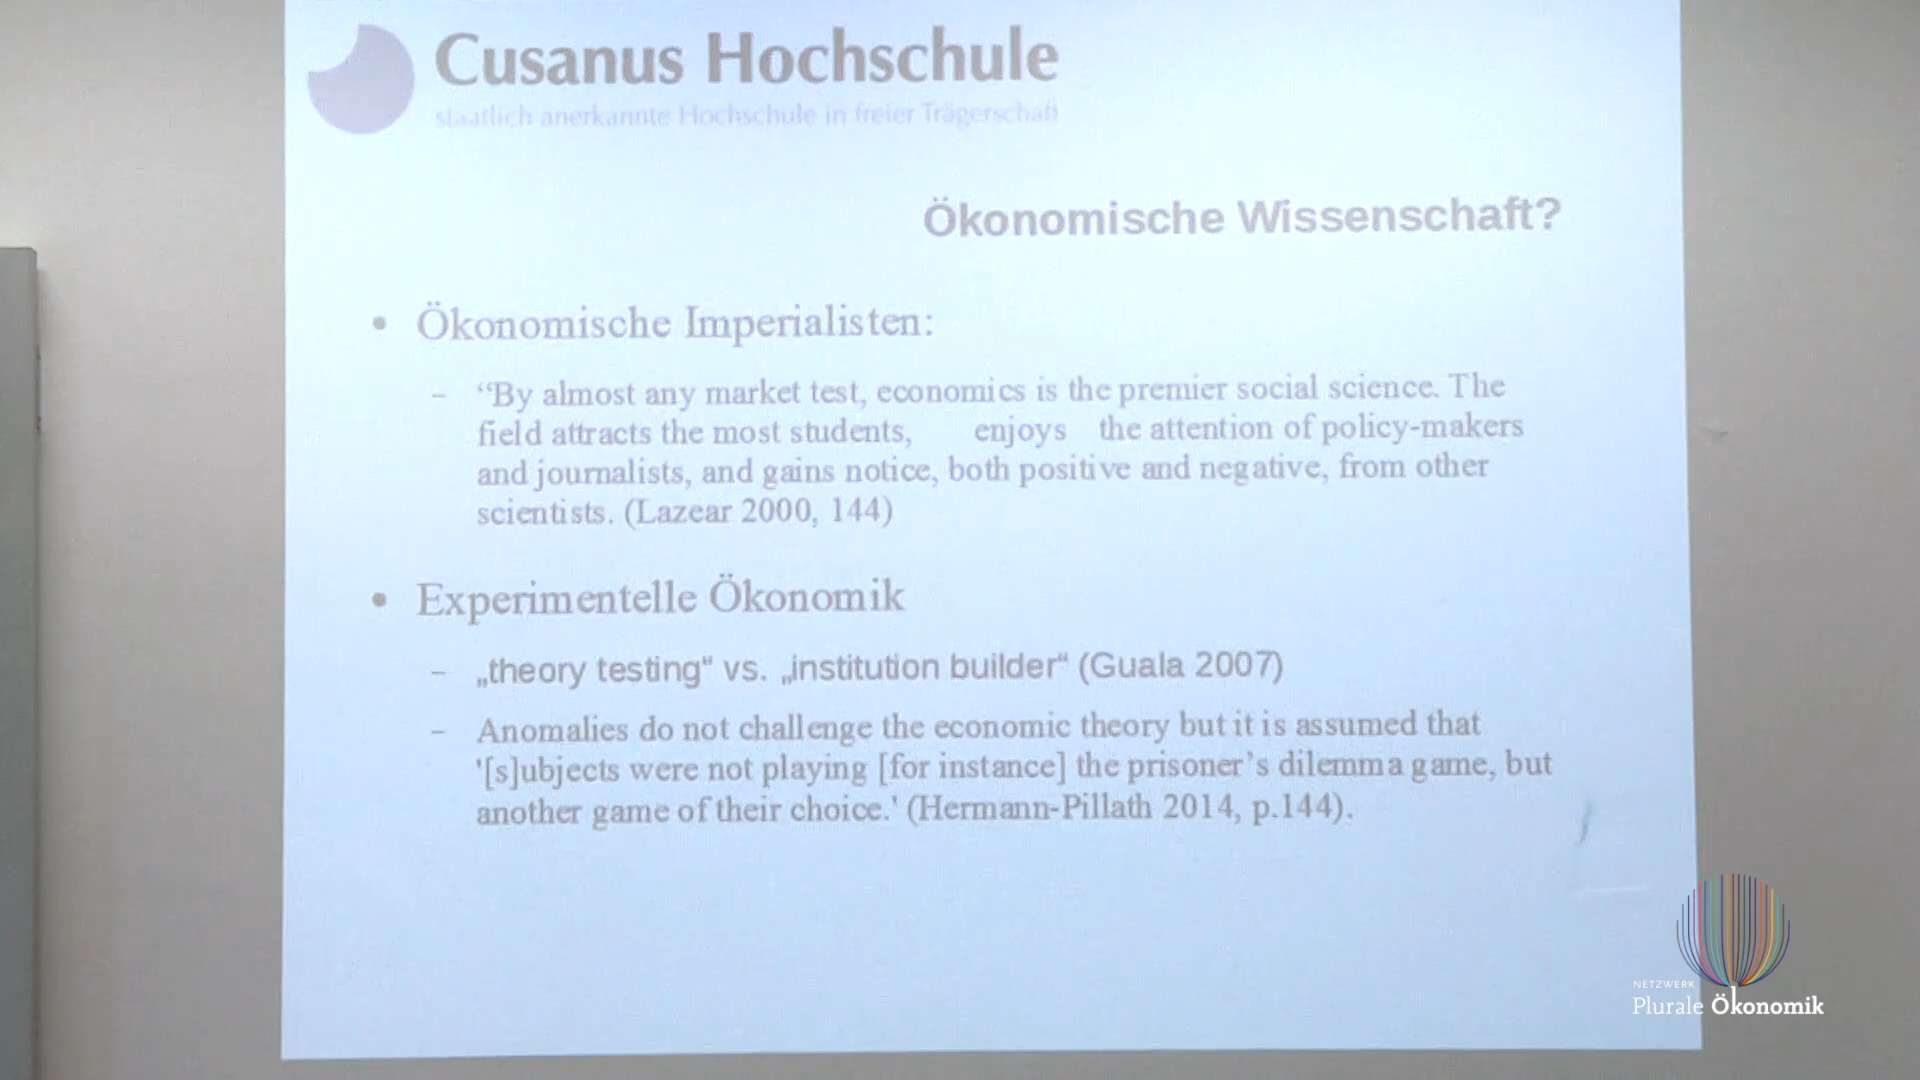 Cusanus Hochschule
staatlich anerkannte Hochschule in freier Trägerschaft
Ökonomische Wissenschaft?
• Ökonomische Imperialisten:
– “By almost any market test, economics is the premier social science. The
field attracts the most students, enjoys the attention of policy-makers
and journalists, and gains notice, both positive and negative, from other
scientists. (Lazear 2000, 144)
• Experimentelle Ökonomik
– „theory testing“ vs. „institution builder“ (Guala 2007)
– Anomalies do not challenge the economic theory but it is assumed that
'[s]ubjects were not playing [for instance] the prisoner’s dilemma game, but
another game of their choice.' (Hermann-Pillath 2014, p.144).
NETZWERK
Plurale Ökonomik